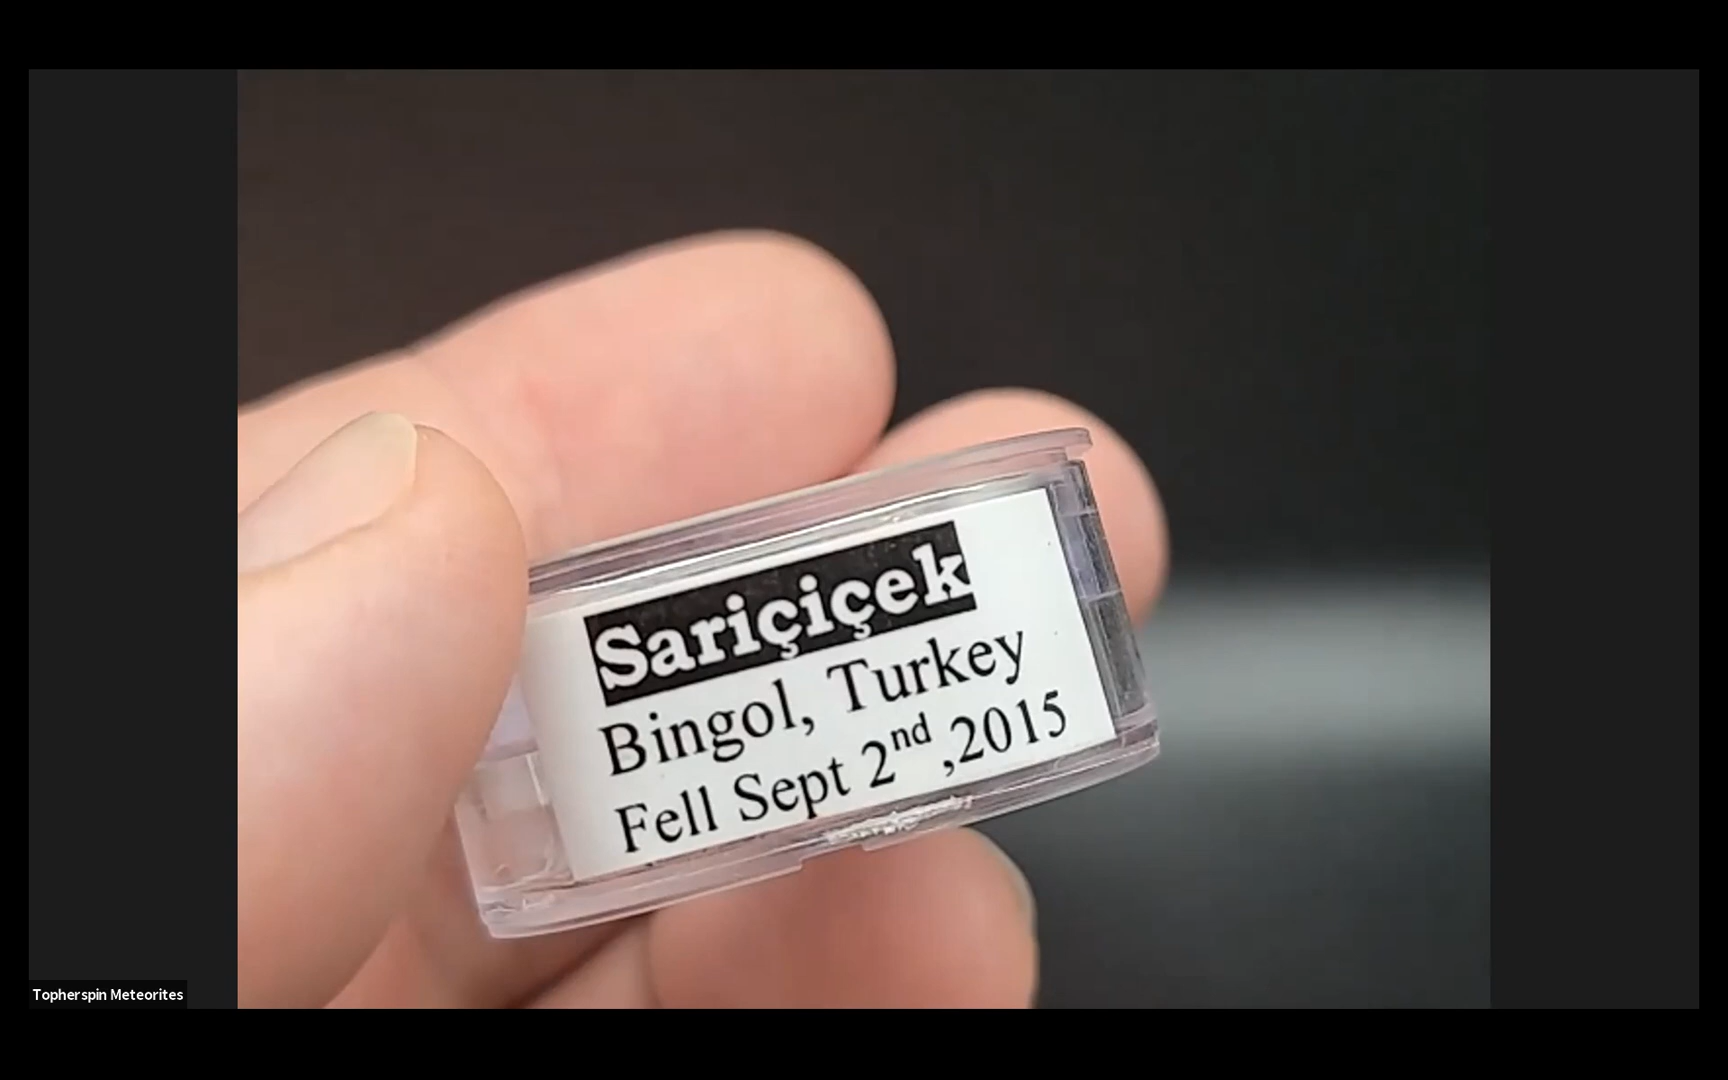 Sariçiçek
Bingol, Turkey
Fell Sept 2nd,2015
Topherspin Meteorites